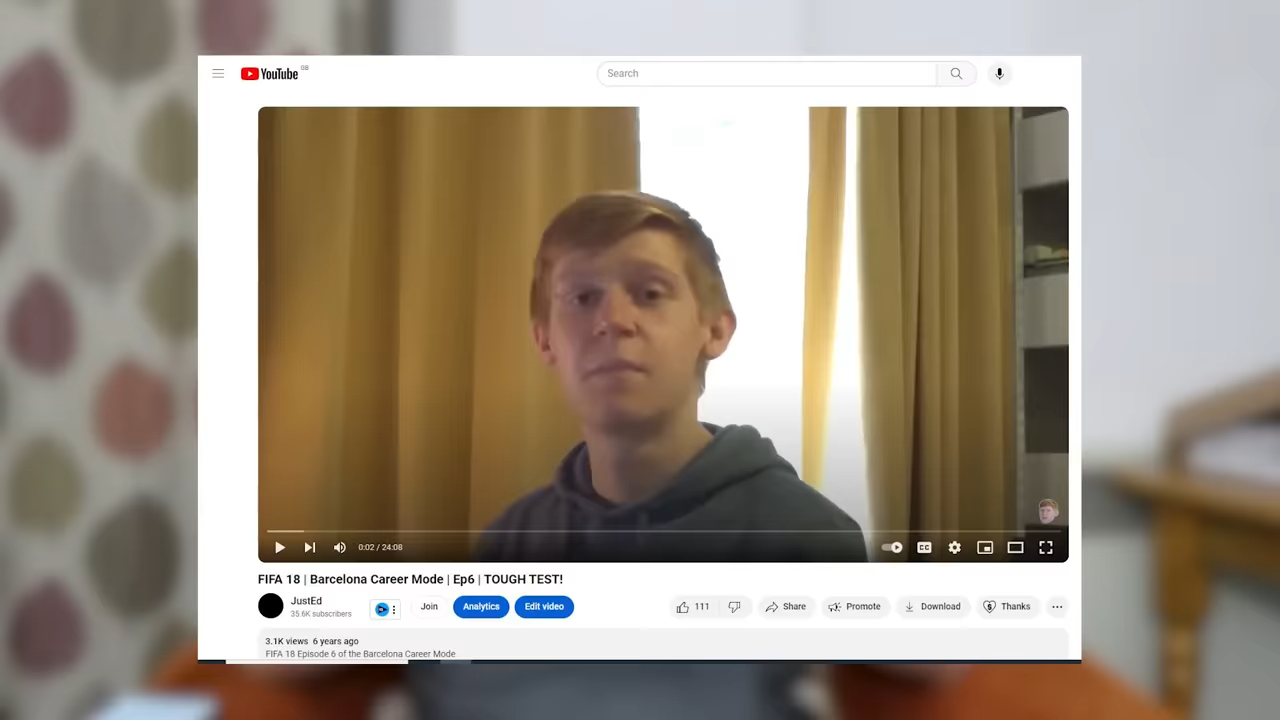 YouTube GB
Search
0:02 / 24:08
CC
FIFA 18 | Barcelona Career Mode | Ep6 | TOUGH TEST!
JustEd
35.6K subscribers
Join
Analytics
Edit video
111
Share
Promote
Download
Thanks
3.1K views 6 years ago
FIFA 18 Episode 6 of the Barcelona Career Mode